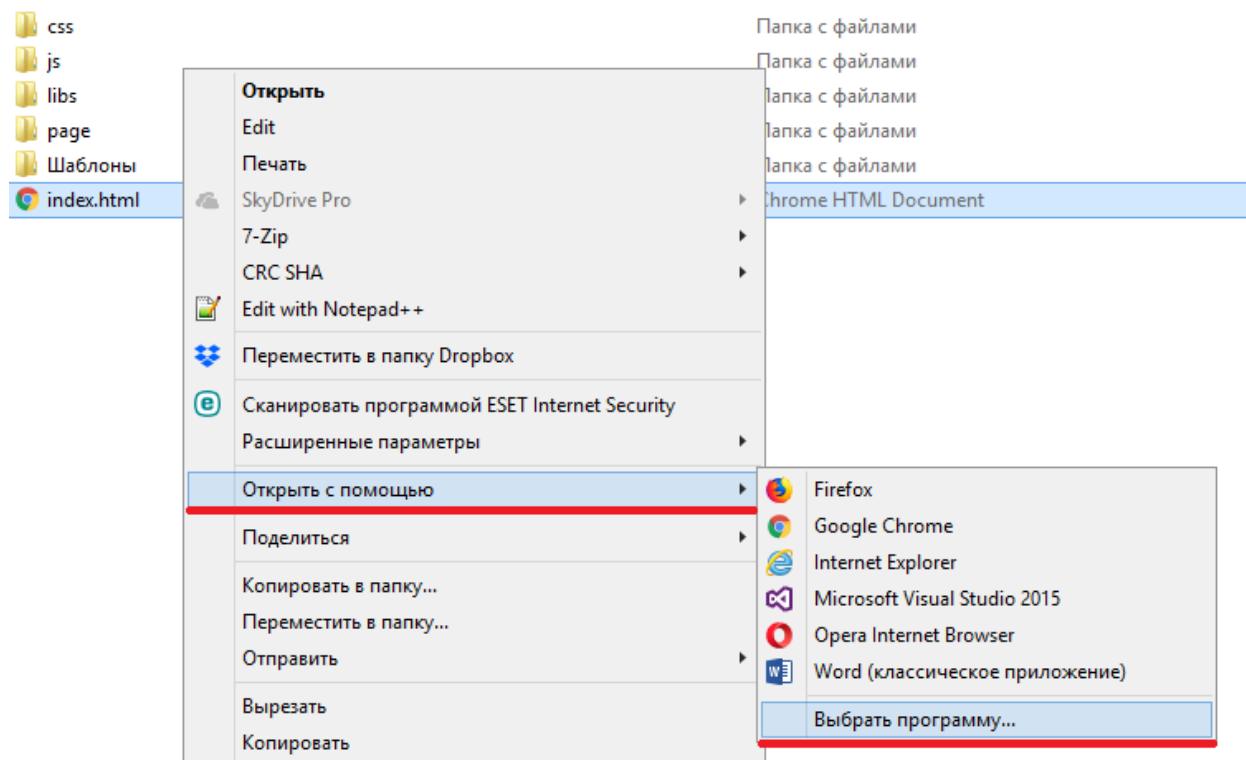 css Папка с файлами
js Папка с файлами
libs Папка с файлами
page Папка с файлами
Шаблоны Папка с файлами
index.html Chrome HTML Document
Открыть
Edit
Печать
SkyDrive Pro
7-Zip
CRC SHA
Edit with Notepad++
Переместить в папку Dropbox
Сканировать программой ESET Internet Security
Расширенные параметры
Открыть с помощью
Поделиться
Копировать в папку...
Переместить в папку...
Отправить
Вырезать
Копировать
Firefox
Google Chrome
Internet Explorer
Microsoft Visual Studio 2015
Opera Internet Browser
Word (классическое приложение)
Выбрать программу...